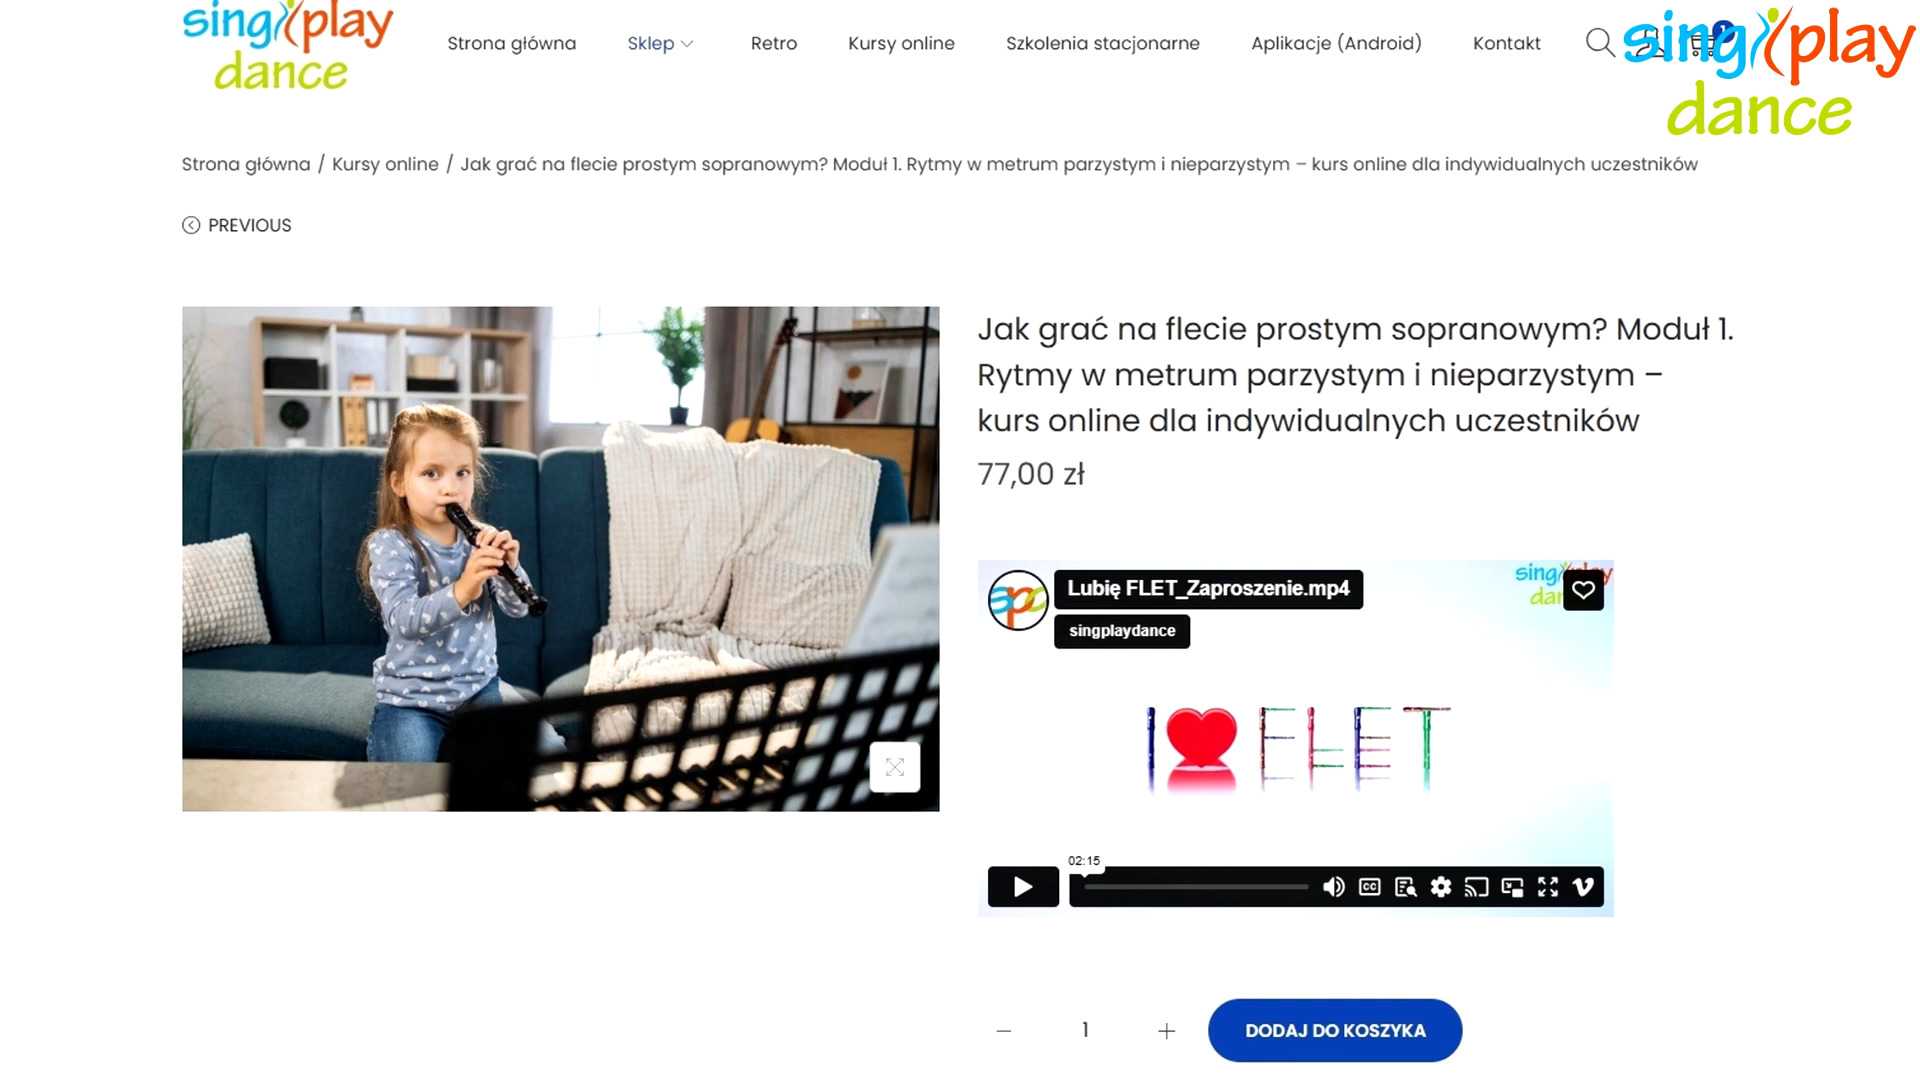 sing play
dance
Strona główna
Sklep
Retro
Kursy online
Szkolenia stacjonarne
Aplikacje (Android)
Kontakt
sing play
dance
Strona główna / Kursy online / Jak grać na flecie prostym sopranowym? Moduł 1. Rytmy w metrum parzystym i nieparzystym – kurs online dla indywidualnych uczestników
PREVIOUS
Jak grać na flecie prostym sopranowym? Moduł 1.
Rytmy w metrum parzystym i nieparzystym –
kurs online dla indywidualnych uczestników
77,00 zł
spd
Lubię FLET_Zaproszenie.mp4
singplaydance
I FLET
02:15
CC
1
DODAJ DO KOSZYKA